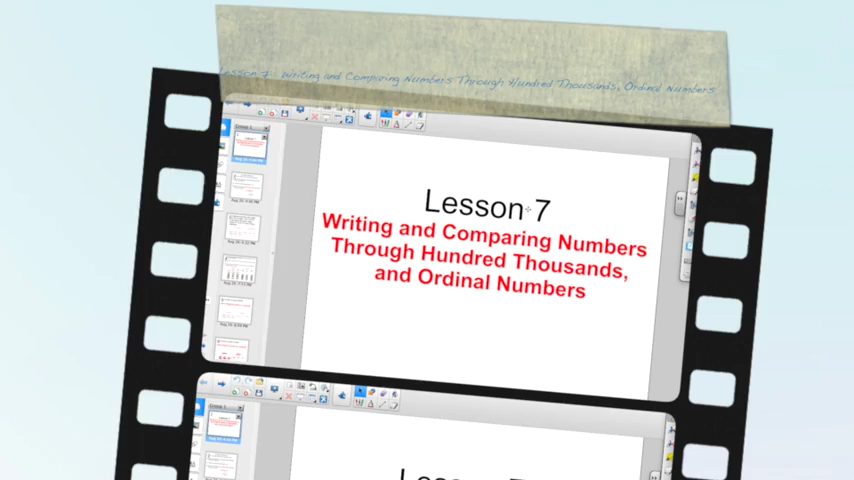 Lesson 7 Writing and Comparing Numbers Through Hundred Thousands, Ordinal Numbers
Lesson 7
Writing and Comparing Numbers
Through Hundred Thousands,
and Ordinal Numbers